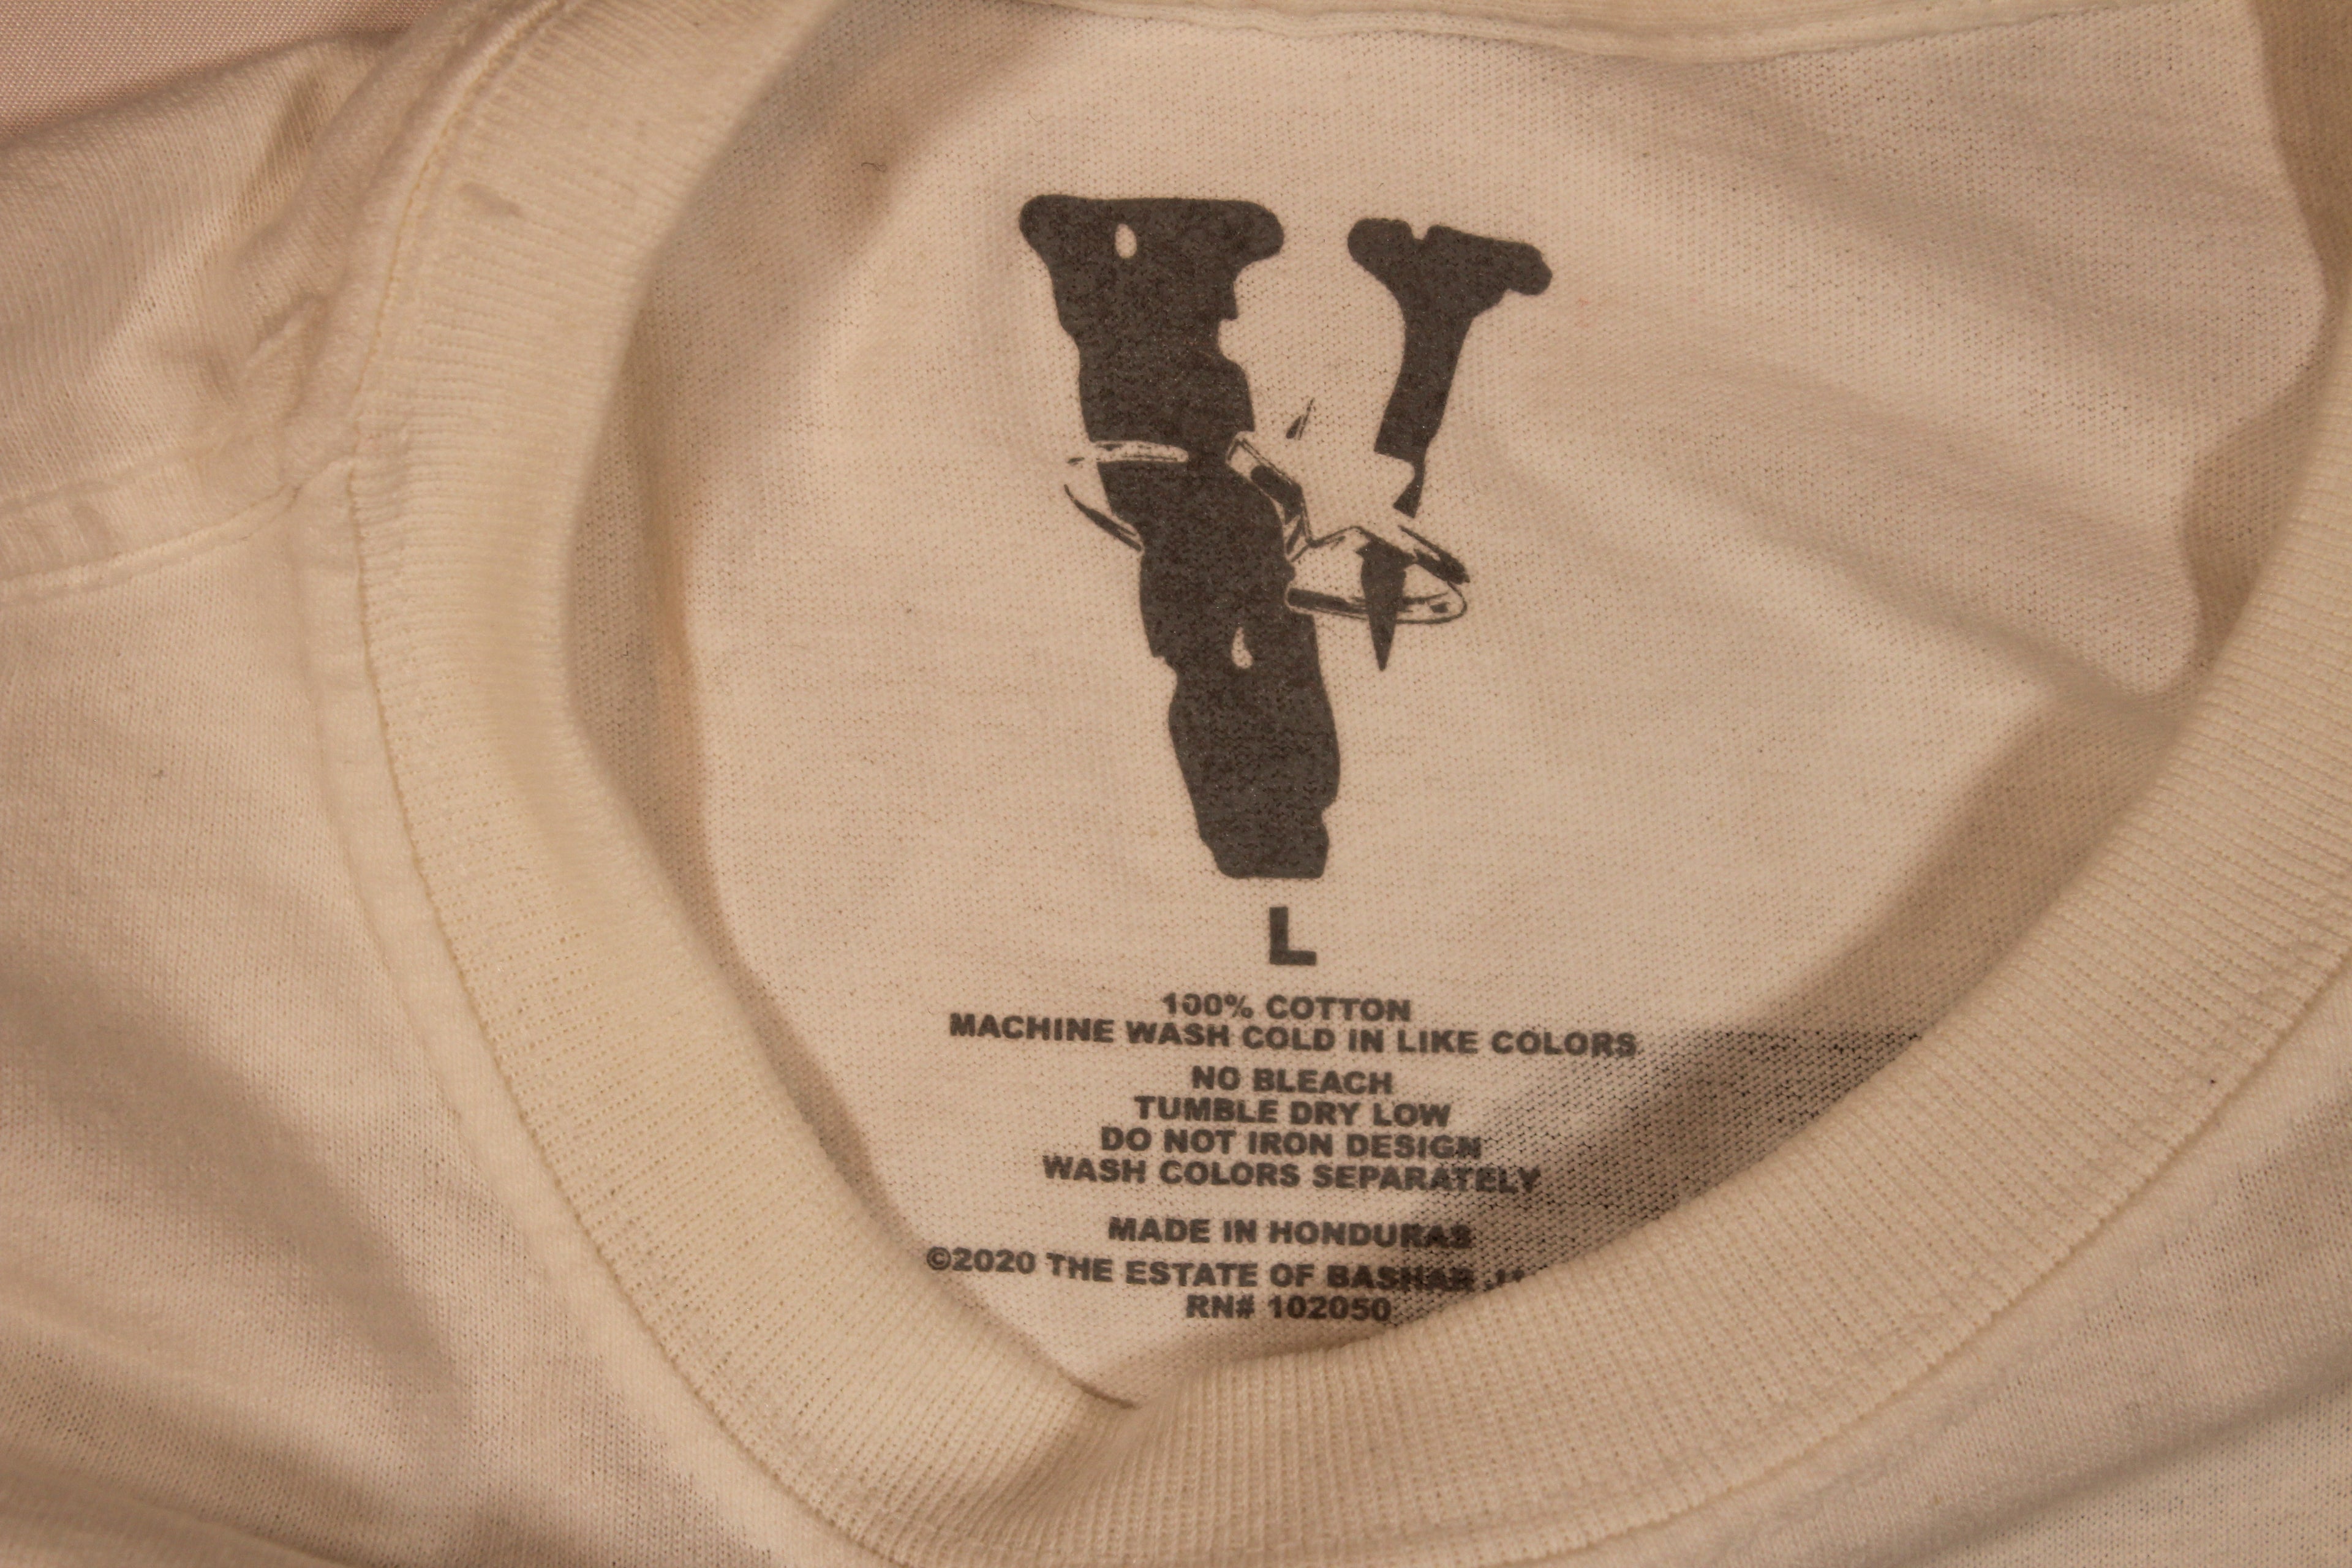 V
L
100% COTTON
MACHINE WASH COLD IN LIKE COLORS
NO BLEACH
TUMBLE DRY LOW
DO NOT IRON DESIGN
WASH COLORS SEPARATELY
MADE IN HONDURAS
©2020 THE ESTATE OF BASHAR
RN# 102050